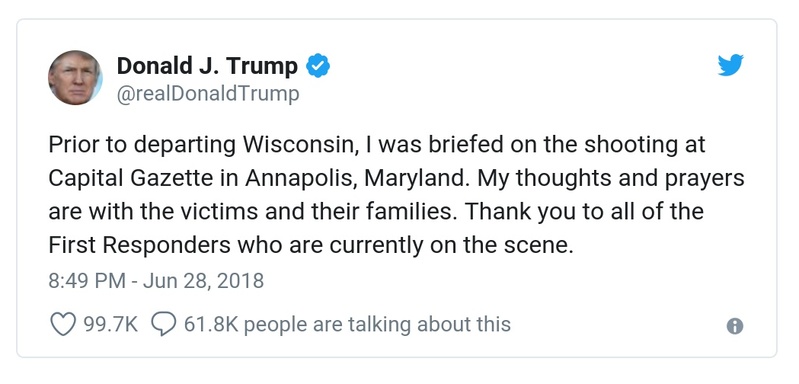 Donald J. Trump
@realDonaldTrump
Prior to departing Wisconsin, I was briefed on the shooting at
Capital Gazette in Annapolis, Maryland. My thoughts and prayers
are with the victims and their families. Thank you to all of the
First Responders who are currently on the scene.
8:49 PM - Jun 28, 2018
99.7K 61.8K people are talking about this